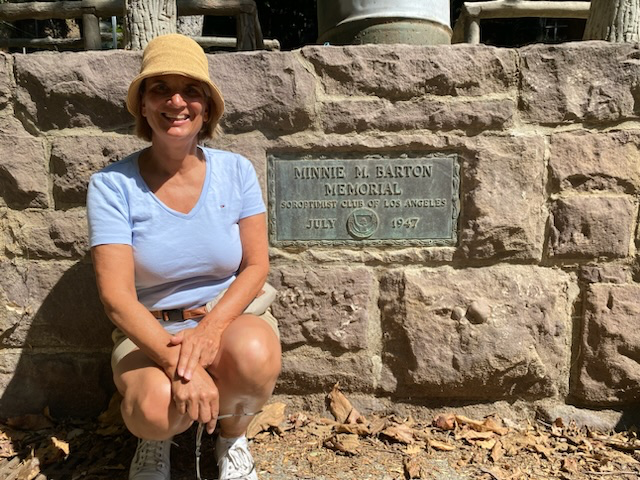 MINNIE M. BARTON
MEMORIAL
SOROPTIMIST CLUB OF LOS ANGELES
JULY 1947